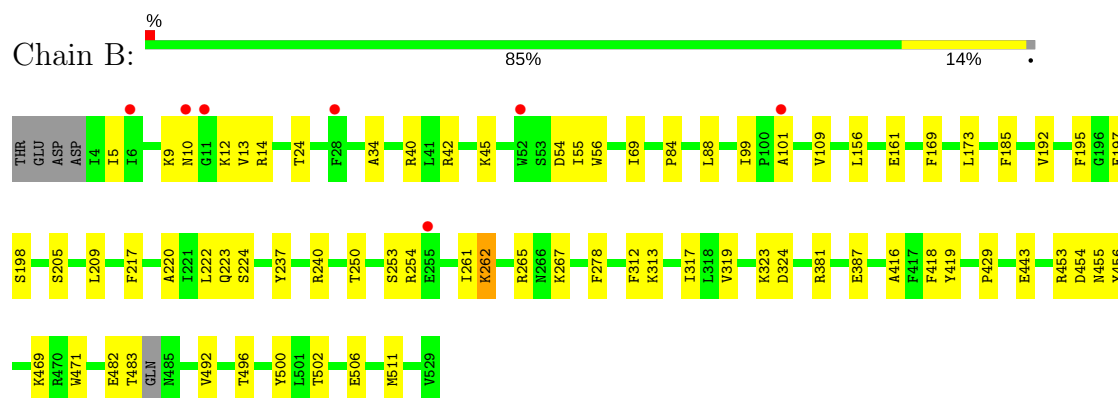 %
Chain B:
85% 14% •
THR GLU ASP ASP I4 I5 I6 K9 N10 G11 K12 V13 R14 T24 F28 A34 R40 L41 R42 K45 W52 S53 D54 I55 W56 I69 P84 L88 I99 P100 A101 V109 L156 E161 F169 L173 F185 V192 F195 G196
S198 S205 L209 F217 A220 I221 L222 Q223 S224 Y237 R240 T250 S253 R254 E255 I261 K262 R265 N266 K267 F278 F312 K313 I317 L318 V319 K323 D324 R381 E387 A416 F417 F418 Y419 P429 E443 R453 D454 N455 Y456
K469 R470 W471 E482 T483 GLN N485 V492 T496 Y500 L501 T502 E506 M511 V529